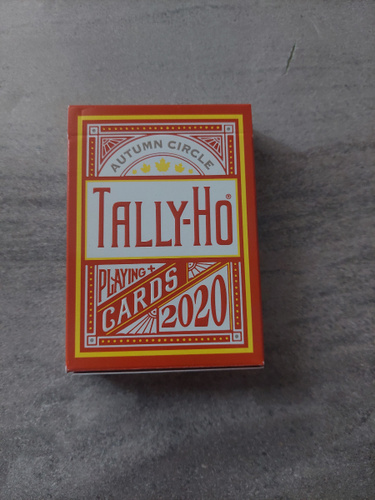 AUTUMN CIRCLE
TALLY-HO®
PLAYING
CARDS
2020